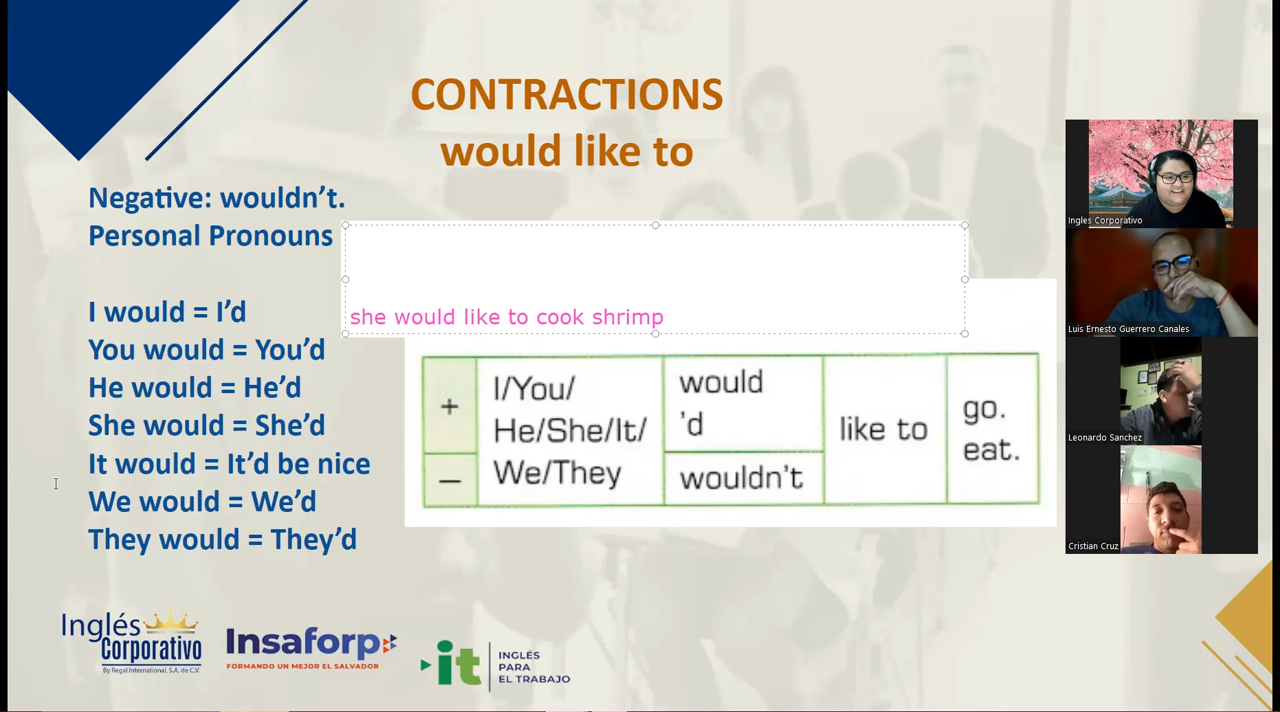 CONTRACTIONS
would like to
Negative: wouldn't.
Personal Pronouns
she would like to cook shrimp
I would = I'd
You would = You'd
He would = He'd
She would = She'd
It would = It'd be nice
We would = We'd
They would = They'd
+
I/You/
He/She/It/
We/They
would
'd
like to
go.
eat.
–
wouldn't
Ingles Corporativo
Luis Ernesto Guerrero Canales
Leonardo Sanchez
Cristian Cruz
Inglés
Corporativo
By Regal International, S.A. de C.V.
Insaforp
FORMANDO UN MEJOR EL SALVADOR
it
INGLÉS
PARA
EL TRABAJO